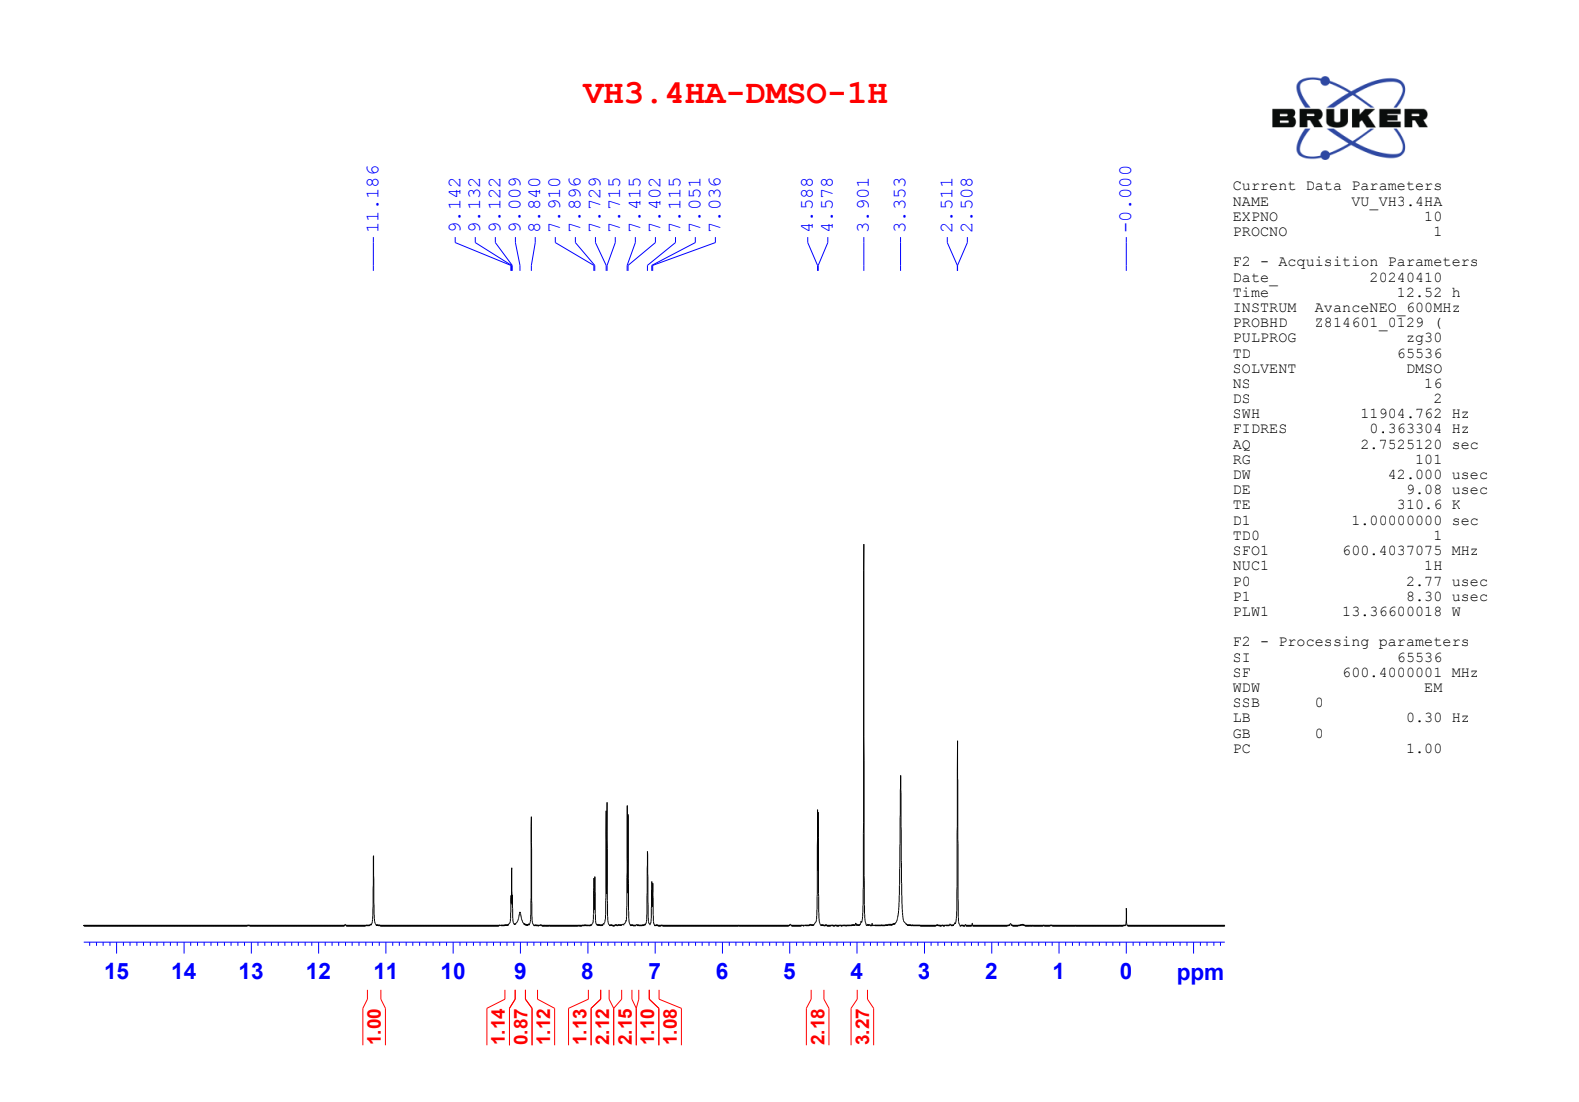 VH3.4HA-DMSO-1H
BRUKER
11.186
9.142
9.132
9.122
9.009
8.840
7.910
7.896
7.729
7.715
7.415
7.402
7.115
7.051
7.036
4.588
4.578
3.901
3.353
2.511
2.508
-0.000
Current Data Parameters
NAME VU_VH3.4HA
EXPNO 10
PROCNO 1
F2 - Acquisition Parameters
Date_ 20240410
Time 12.52 h
INSTRUM AvanceNEO_600MHz
PROBHD Z814601_0129 (
PULPROG zg30
TD 65536
SOLVENT DMSO
NS 16
DS 2
SWH 11904.762 Hz
FIDRES 0.363304 Hz
AQ 2.7525120 sec
RG 101
DW 42.000 usec
DE 9.08 usec
TE 310.6 K
D1 1.00000000 sec
TD0 1
SFO1 600.4037075 MHz
NUC1 1H
P0 2.77 usec
P1 8.30 usec
PLW1 13.36600018 W
F2 - Processing parameters
SI 65536
SF 600.4000001 MHz
WDW EM
SSB 0
LB 0.30 Hz
GB 0
PC 1.00
15 14 13 12 11 10 9 8 7 6 5 4 3 2 1 0 ppm
1.00
1.14
0.87
1.12
1.13
2.12
2.15
1.10
1.08
2.18
3.27